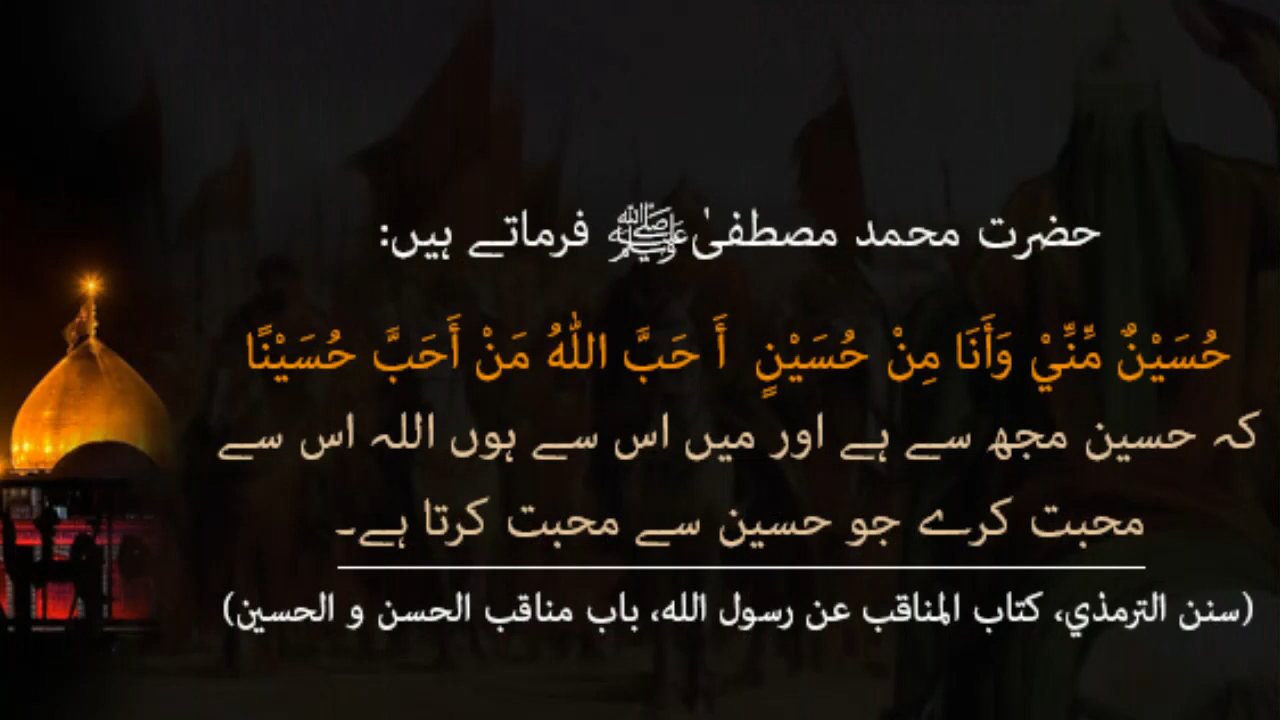 حضرت محمد مصطفیٰﷺ فرماتے ہیں:
حُسَيْنٌ مِّنِّيْ وَأَنَا مِنْ حُسَيْنٍ أَ حَبَّ اللّٰهُ مَنْ أَحَبَّ حُسَيْنًا
کہ حسین مجھ سے ہے اور میں اس سے ہوں اللہ اس سے
محبت کرے جو حسین سے محبت کرتا ہے۔
(سنن الترمذي، كتاب المناقب عن رسول الله، باب مناقب الحسن و الحسين)